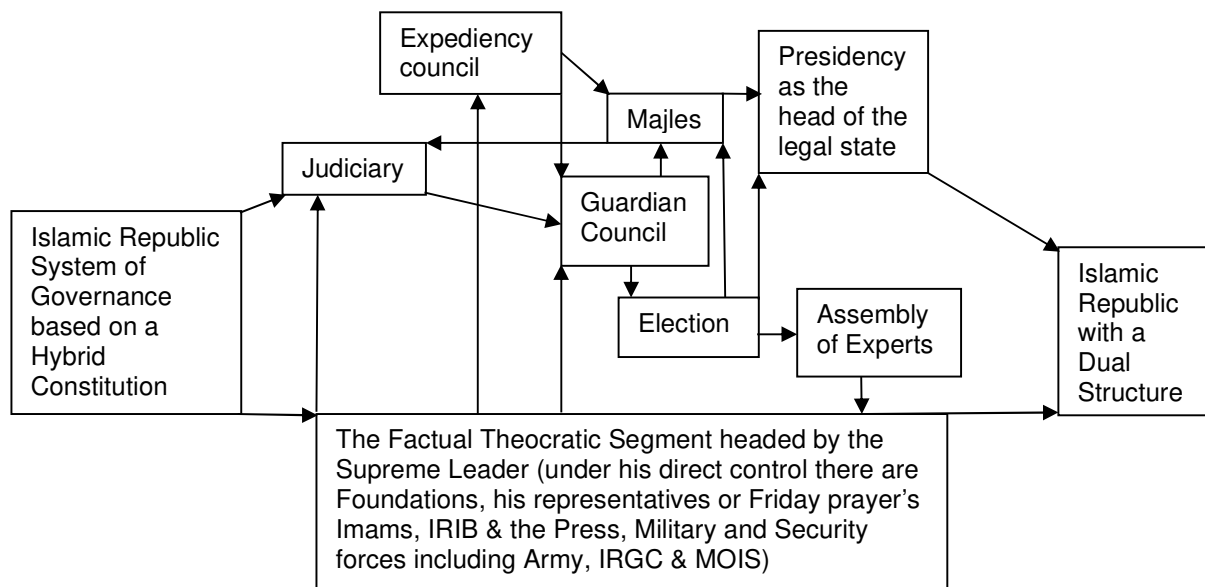 Expediency
council
Presidency
as the
head of the
legal state
Majles
Judiciary
Guardian
Council
Islamic Republic
System of
Governance
based on a
Hybrid
Constitution
Election
Assembly
of Experts
Islamic
Republic
with a
Dual
Structure
The Factual Theocratic Segment headed by the
Supreme Leader (under his direct control there are
Foundations, his representatives or Friday prayer’s
Imams, IRIB & the Press, Military and Security
forces including Army, IRGC & MOIS)